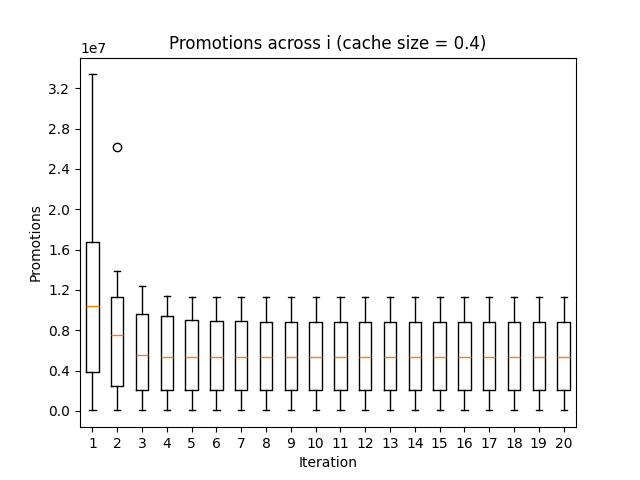 Promotions across i (cache size = 0.4)
1e7
3.2
2.8
2.4
2.0
1.6
1.2
0.8
0.4
0.0
Promotions
1 2 3 4 5 6 7 8 9 10 11 12 13 14 15 16 17 18 19 20
Iteration